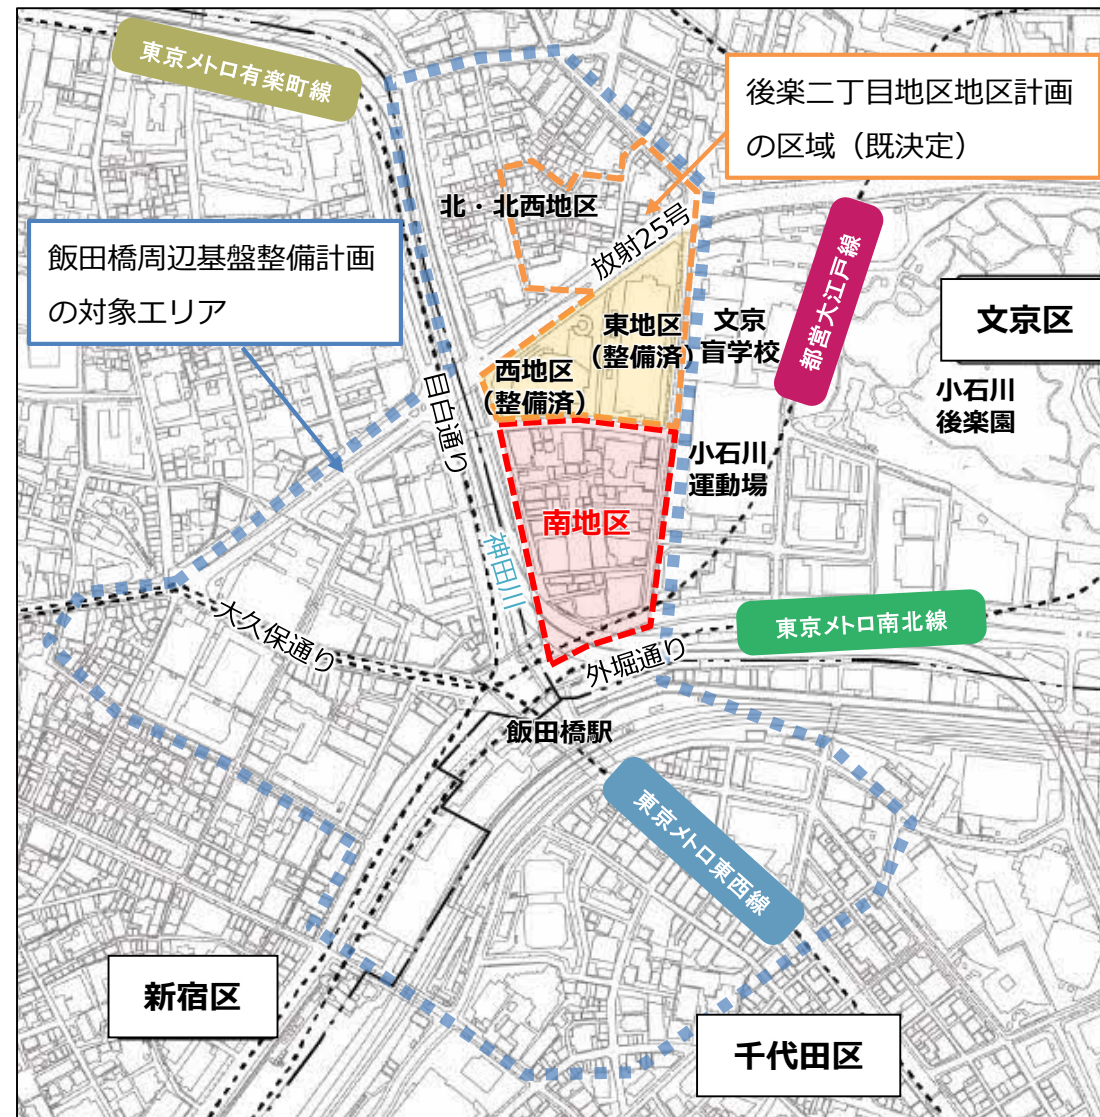 東京メトロ有楽町線
後楽二丁目地区地区計画
の区域（既決定）
北・北西地区
放射25号
飯田橋周辺基盤整備計画
の対象エリア
都営大江戸線
文京区
東地区
（整備済）
文京
盲学校
西地区
（整備済）
目白通り
小石川
後楽園
小石川
運動場
南地区
神田川
大久保通り
東京メトロ南北線
外堀通り
飯田橋駅
東京メトロ東西線
新宿区
千代田区